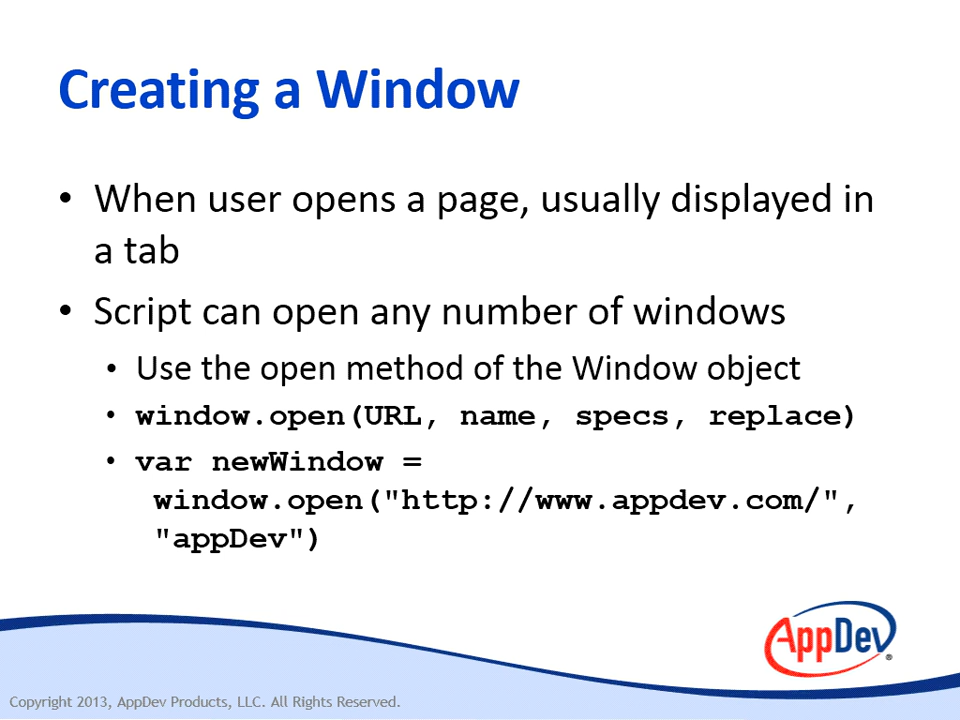 Creating a Window
• When user opens a page, usually displayed in
a tab
• Script can open any number of windows
• Use the open method of the Window object
• window.open(URL, name, specs, replace)
• var newWindow =
window.open("http://www.appdev.com/",
"appDev")
AppDev®
Copyright 2013, AppDev Products, LLC. All Rights Reserved.